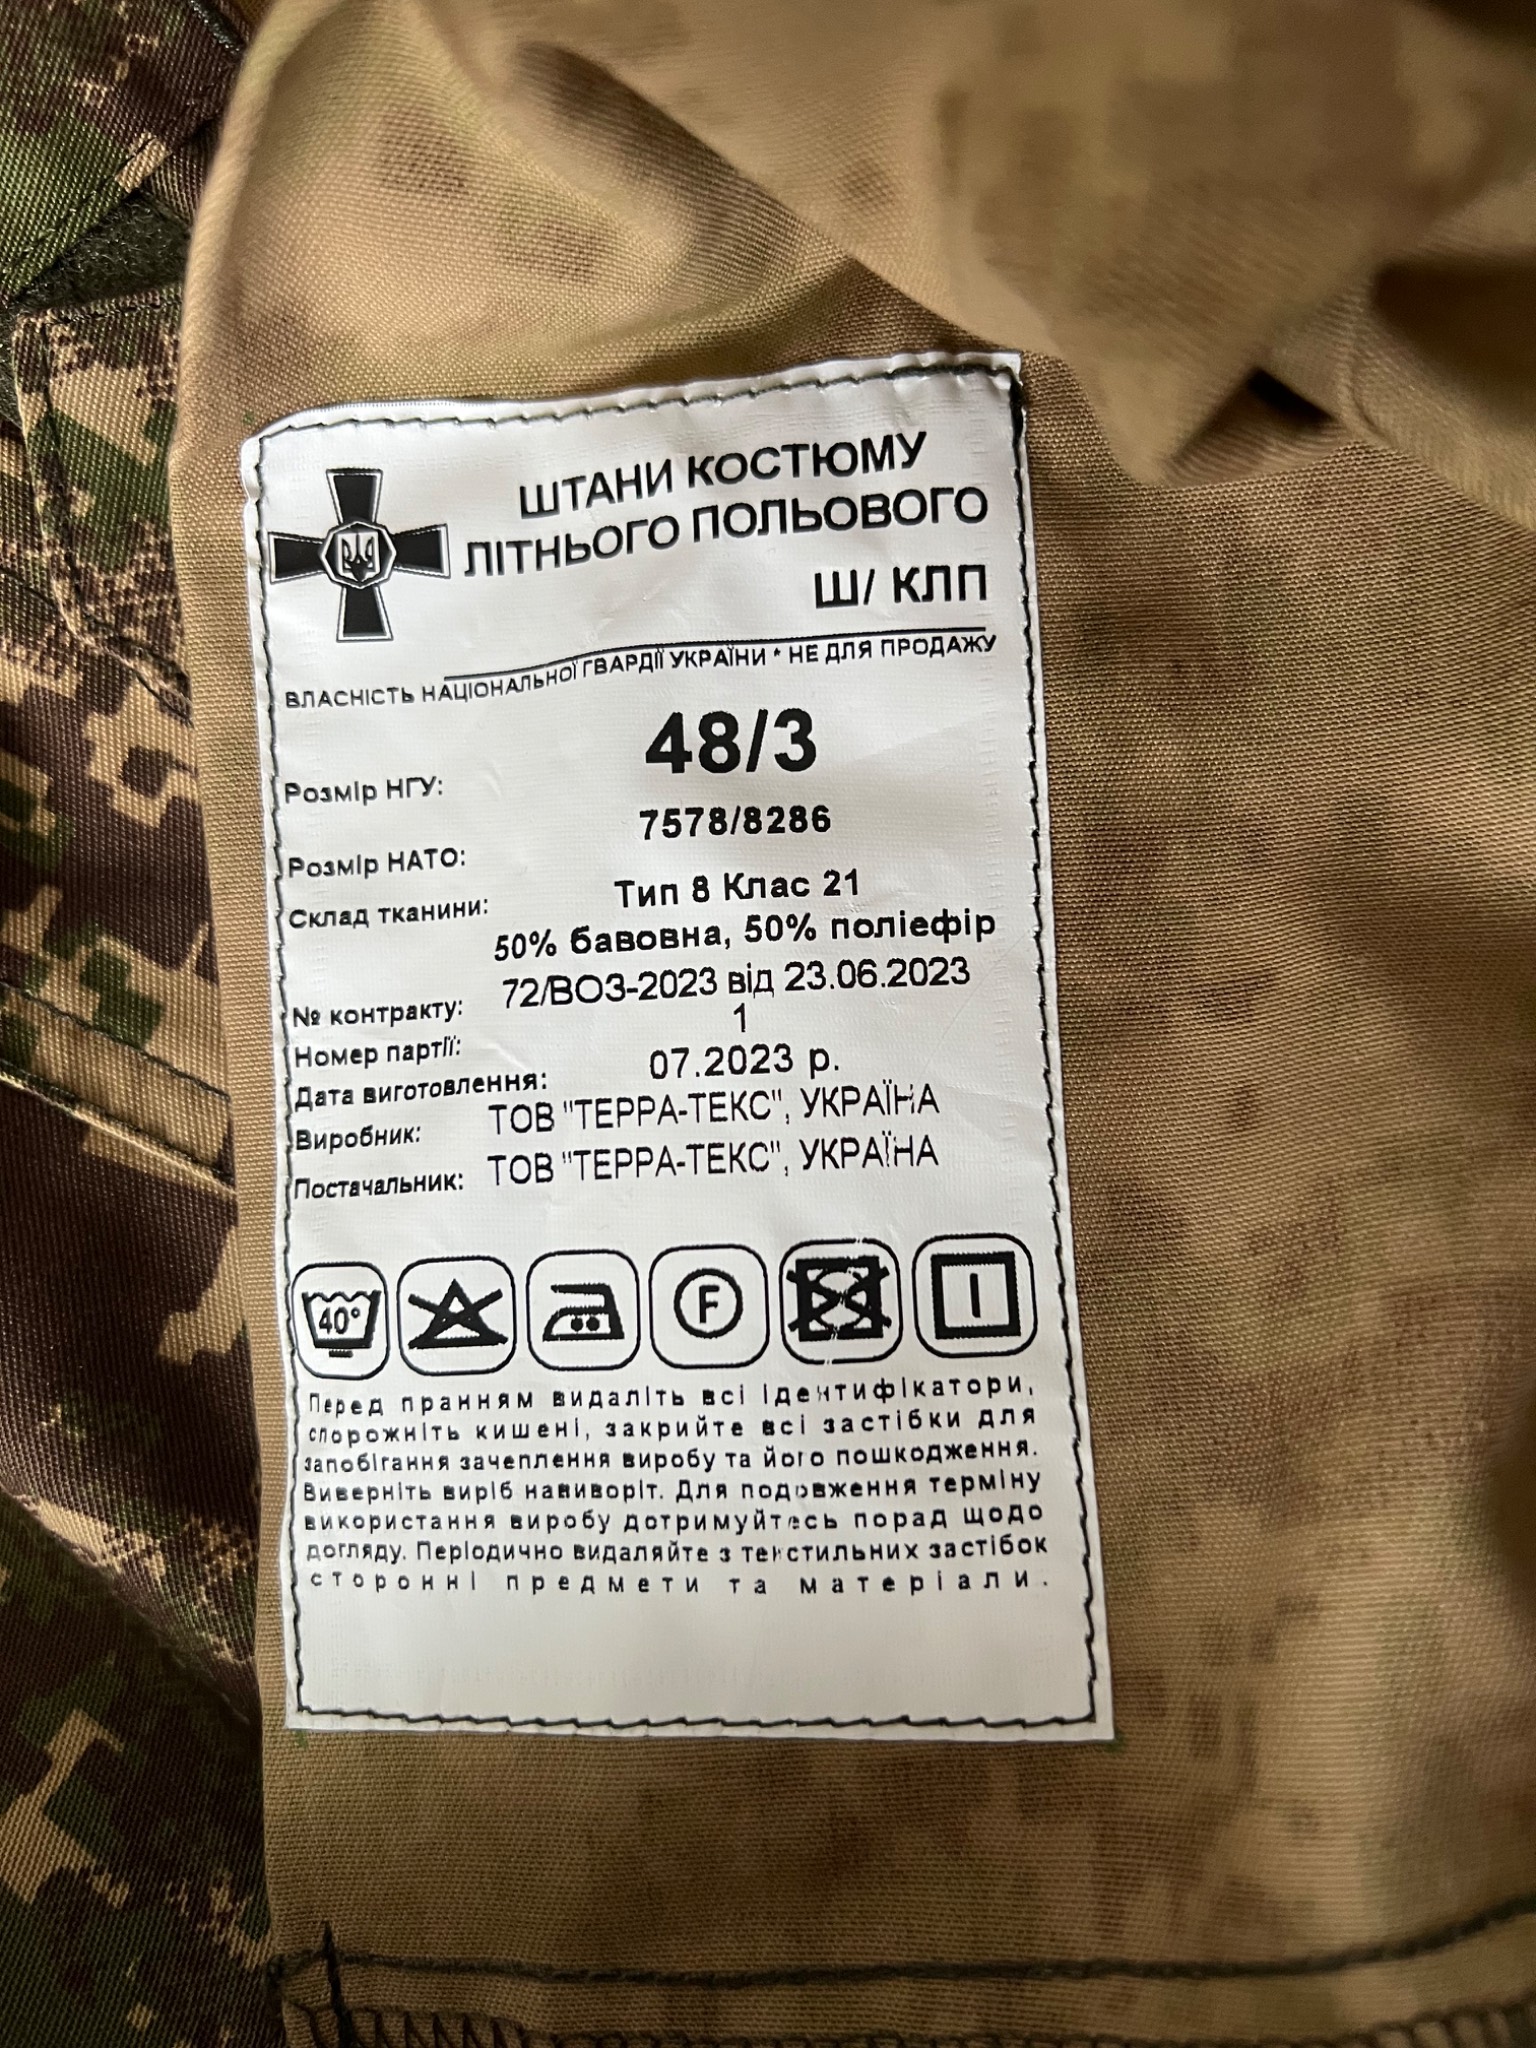 ШТАНИ КОСТЮМУ
ЛІТНЬОГО ПОЛЬОВОГО
Ш/ КЛП
ВЛАСНІСТЬ НАЦІОНАЛЬНОЇ ГВАРДІЇ УКРАЇНИ * НЕ ДЛЯ ПРОДАЖУ
Розмір НГУ: 48/3
Розмір НАТО: 7578/8286
Склад тканини: Тип 8 Клас 21
50% бавовна, 50% поліефір
№ контракту: 72/ВОЗ-2023 від 23.06.2023
Номер партії: 1
Дата виготовлення: 07.2023 р.
Виробник: ТОВ "ТЕРРА-ТЕКС", УКРАЇНА
Постачальник: ТОВ "ТЕРРА-ТЕКС", УКРАЇНА
40° F
Перед пранням видаліть всі ідентифікатори,
спорожніть кишені, закрийте всі застібки для
запобігання зачеплення виробу та його пошкодження.
Виверніть виріб навиворіт. Для подовження терміну
використання виробу дотримуйтесь порад щодо
догляду. Періодично видаляйте з текстильних застібок
сторонні предмети та матеріали.